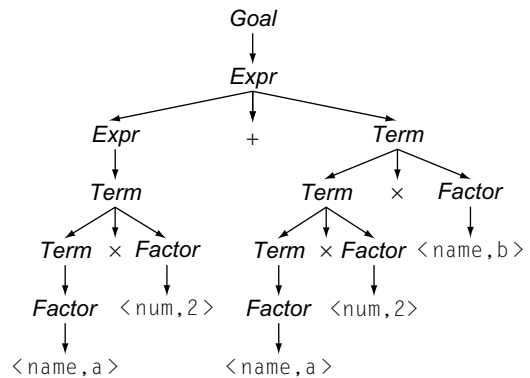 Goal
Expr
Expr + Term
Term Term × Factor
Term × Factor Term × Factor <name,b>
Factor <num,2> Factor <num,2>
<name,a> <name,a>